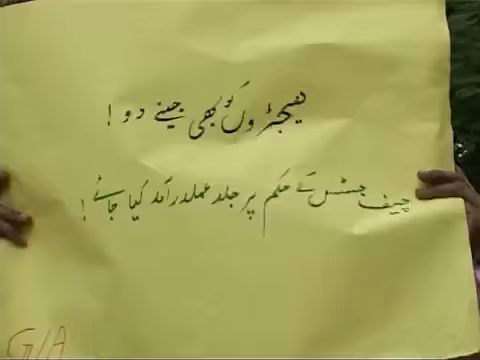 ہیجڑوں کو بھی جینے دو !
چیف جسٹس کے حکم پر جلد عملدرآمد کیا جائے !
G/A